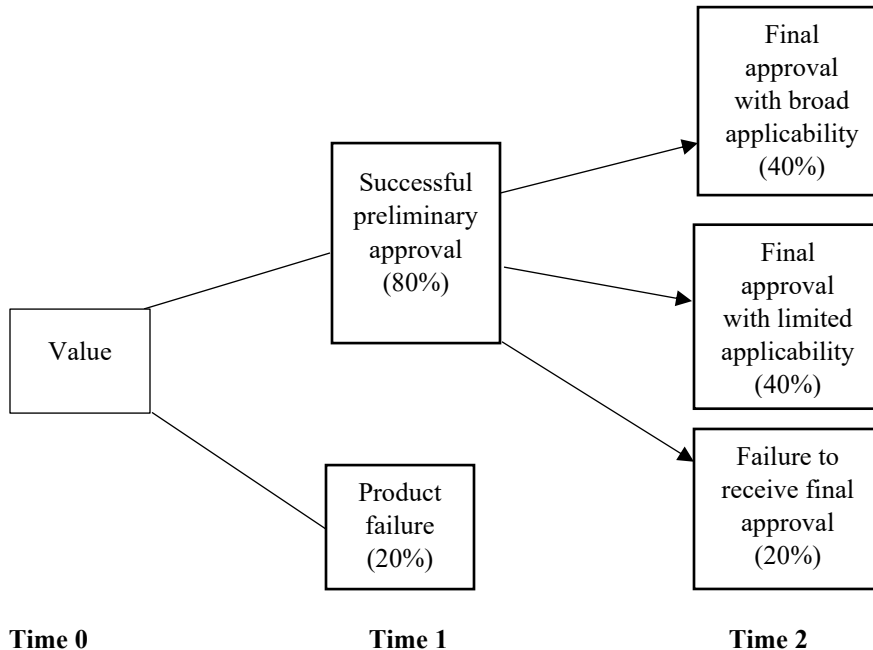 Final
approval
with broad
applicability
(40%)
Successful
preliminary
approval
(80%)
Final
approval
with limited
applicability
(40%)
Value
Product
failure
(20%)
Failure to
receive final
approval
(20%)
Time 0 Time 1 Time 2